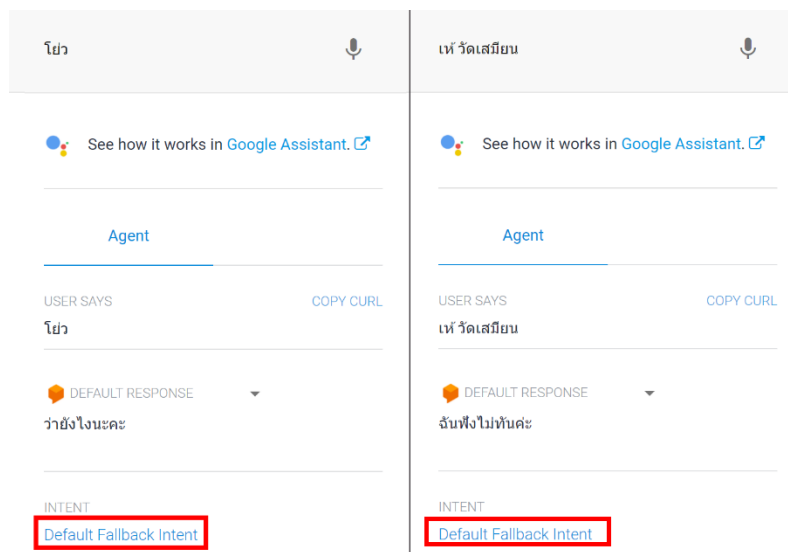 โย่ว
See how it works in Google Assistant.
Agent
USER SAYS COPY CURL
โย่ว
DEFAULT RESPONSE
ว่ายังไงนะคะ
INTENT
Default Fallback Intent
เห้ วัดเสมียน
See how it works in Google Assistant.
Agent
USER SAYS COPY CURL
เห้ วัดเสมียน
DEFAULT RESPONSE
ฉันฟังไม่ทันค่ะ
INTENT
Default Fallback Intent